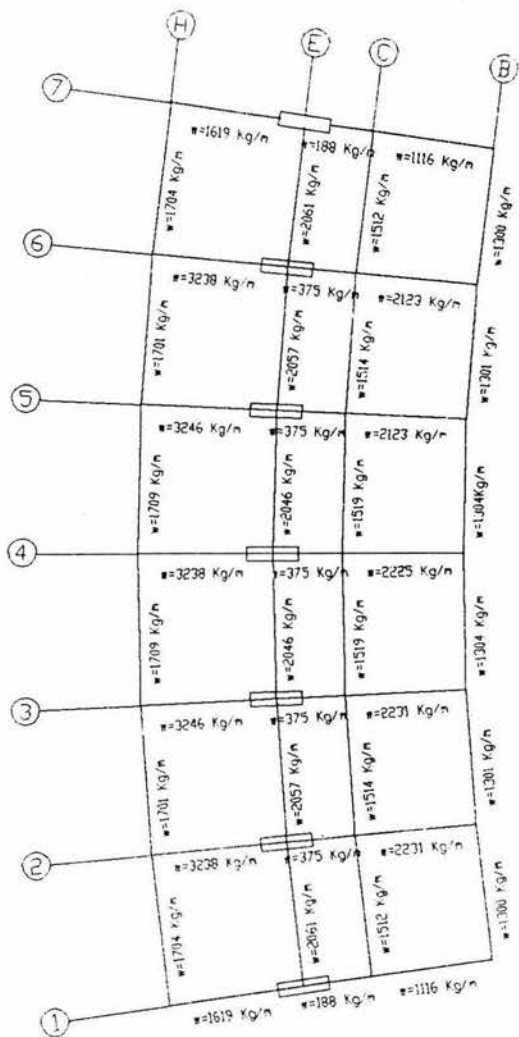 H
E
C
B
7
w=1619 Kg/m
w=188 Kg/m
w=1116 Kg/m
w=1704 Kg/m
w=2061 Kg/m
w=1512 Kg/m
w=1300 Kg/m
6
w=3238 Kg/m
w=375 Kg/m
w=2123 Kg/m
w=1701 Kg/m
w=2057 Kg/m
w=1514 Kg/m
w=1301 Kg/m
5
w=3246 Kg/m
w=375 Kg/m
w=2123 Kg/m
w=1709 Kg/m
w=2046 Kg/m
w=1519 Kg/m
w=1304Kg/m
4
w=3238 Kg/m
w=375 Kg/m
w=2225 Kg/m
w=1709 Kg/m
w=2046 Kg/m
w=1519 Kg/m
w=1304 Kg/m
3
w=3246 Kg/m
w=375 Kg/m
w=2231 Kg/m
w=1701 Kg/m
w=2057 Kg/m
w=1514 Kg/m
w=1301 Kg/m
2
w=3238 Kg/m
w=375 Kg/m
w=2231 Kg/m
w=1704 Kg/m
w=2061 Kg/m
w=1512 Kg/m
w=1300 Kg/m
1
w=1619 Kg/m
w=188 Kg/m
w=1116 Kg/m